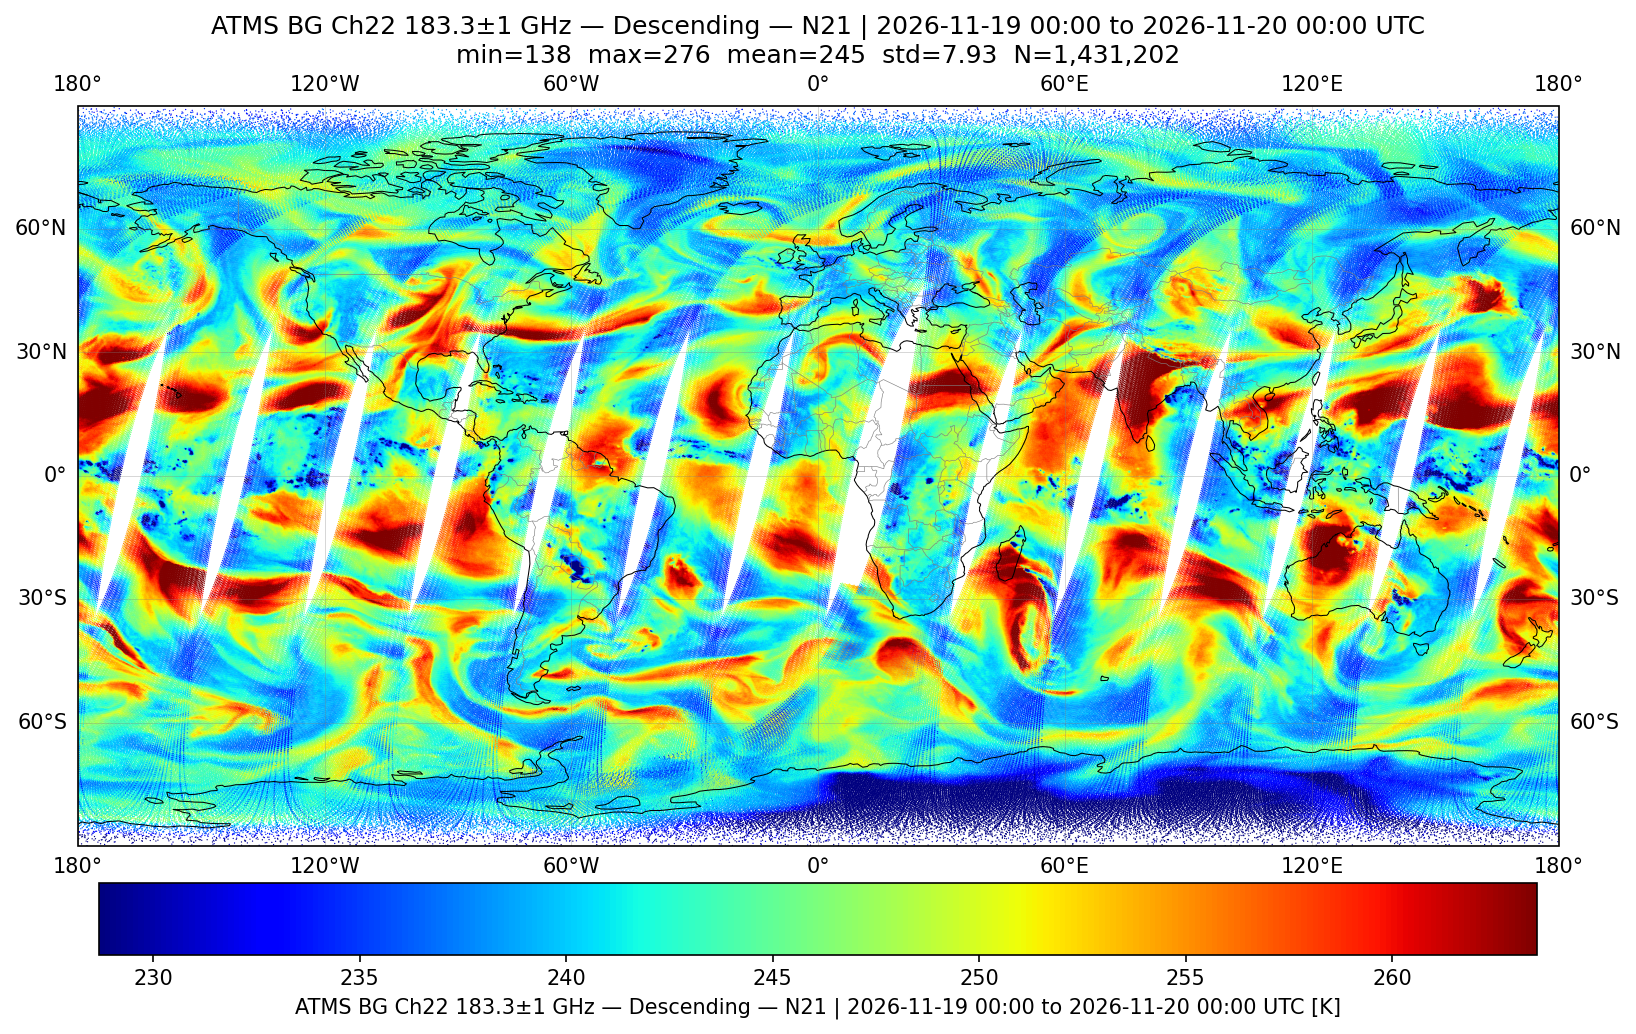 ATMS BG Ch22 183.3±1 GHz — Descending — N21 | 2026-11-19 00:00 to 2026-11-20 00:00 UTC
min=138 max=276 mean=245 std=7.93 N=1,431,202
180° 120°W 60°W 0° 60°E 120°E 180°
60°N 60°N
30°N 30°N
0° 0°
30°S 30°S
60°S 60°S
180° 120°W 60°W 0° 60°E 120°E 180°
230 235 240 245 250 255 260
ATMS BG Ch22 183.3±1 GHz — Descending — N21 | 2026-11-19 00:00 to 2026-11-20 00:00 UTC [K]